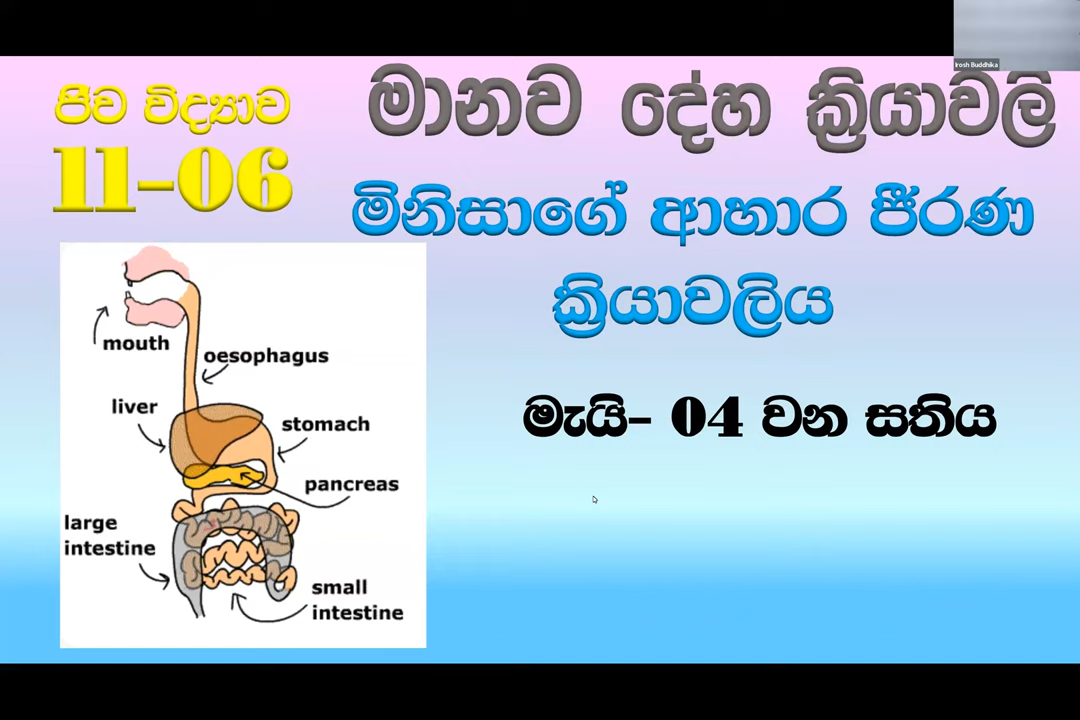 Irosh Buddhika
ජීව විද්‍යාව
11-06
මානව දේහ ක්‍රියාවලි
මිනිසාගේ ආහාර ජීර්ණ
ක්‍රියාවලිය
මැයි- 04 වන සතිය
mouth
oesophagus
liver
stomach
pancreas
large
intestine
small
intestine